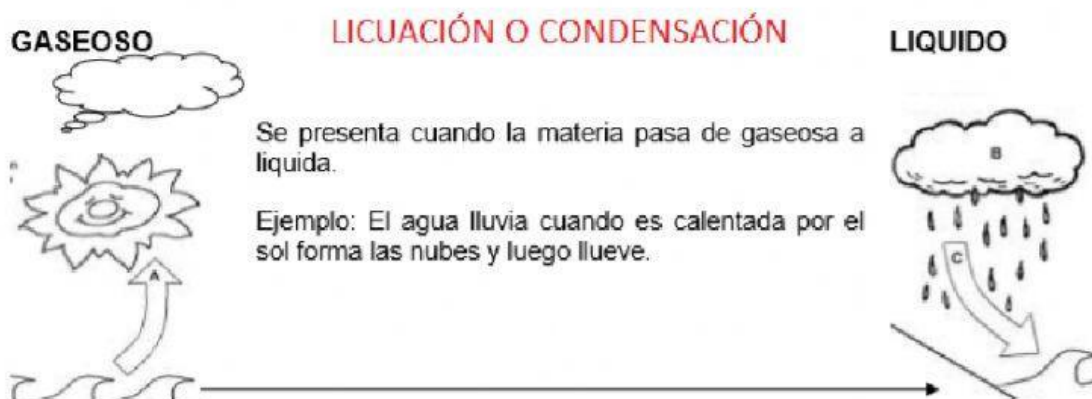 LICUACIÓN O CONDENSACIÓN
GASEOSO
LIQUIDO
Se presenta cuando la materia pasa de gaseosa a
liquida.
Ejemplo: El agua lluvia cuando es calentada por el
sol forma las nubes y luego llueve.
A
B
C